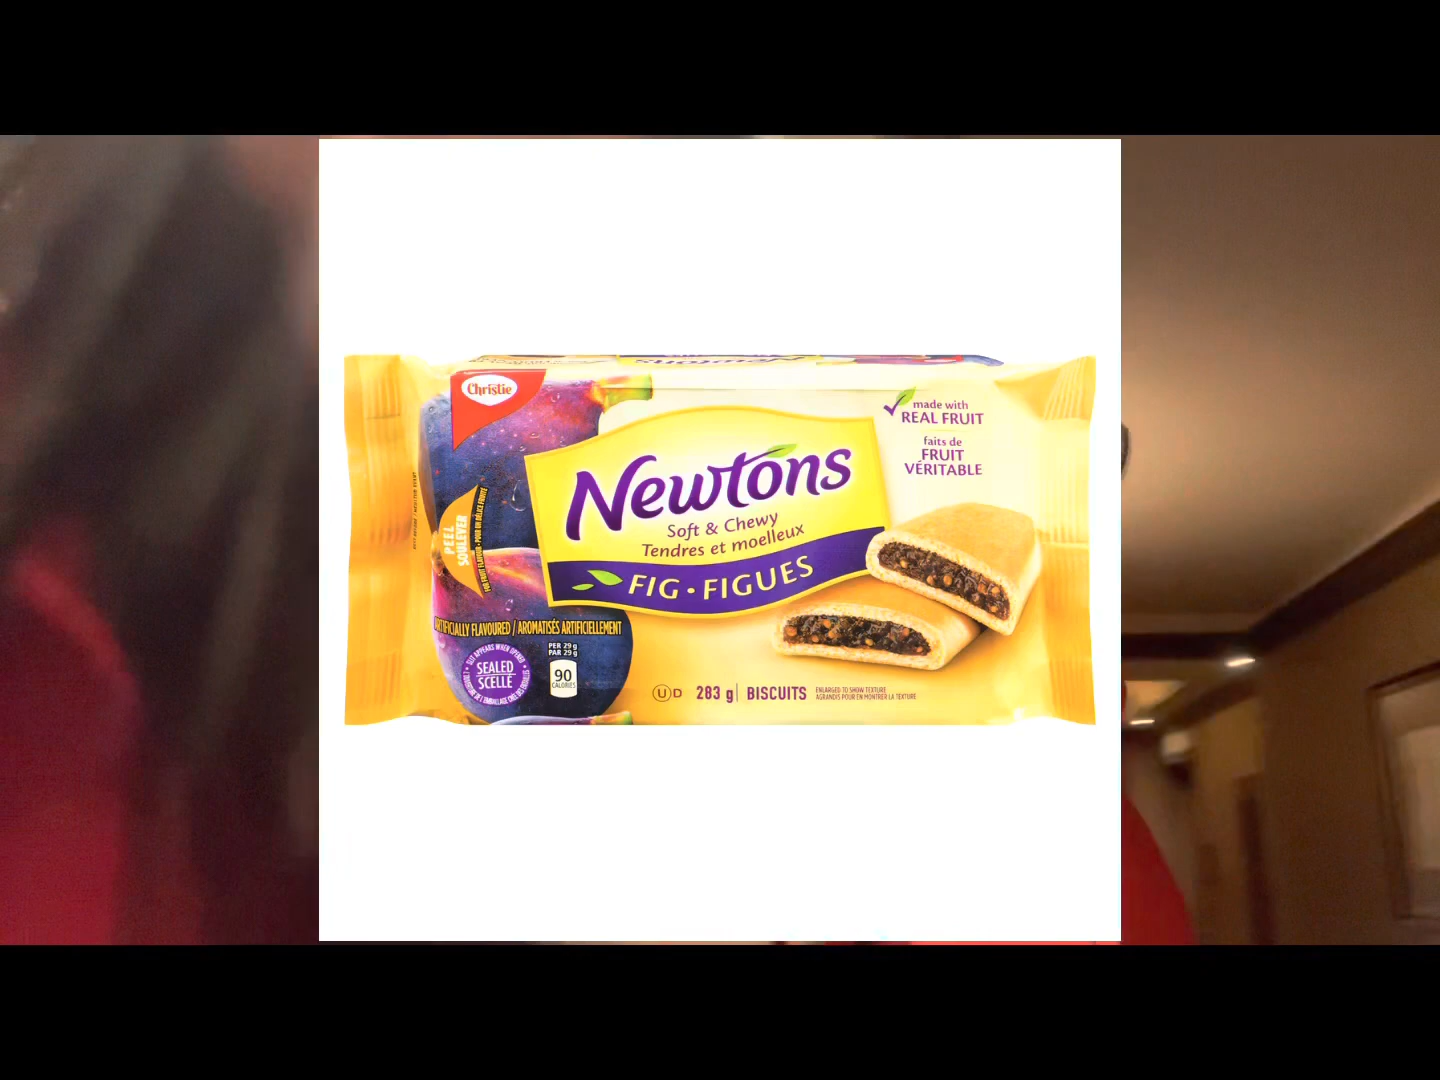 Christie
made with
REAL FRUIT
faits de
FRUIT
VÉRITABLE
Newtons
Soft & Chewy
Tendres et moelleux
FIG • FIGUES
PEEL
SOULEVER
ARTIFICIALLY FLAVOURED / AROMATISÉS ARTIFICIELLEMENT
SEALED
SCELLÉ
PER 29 g
PAR 29 g
90
CALORIES
U D
283 g
BISCUITS
ENLARGED TO SHOW TEXTURE
AGRANDIS POUR EN MONTRER LA TEXTURE